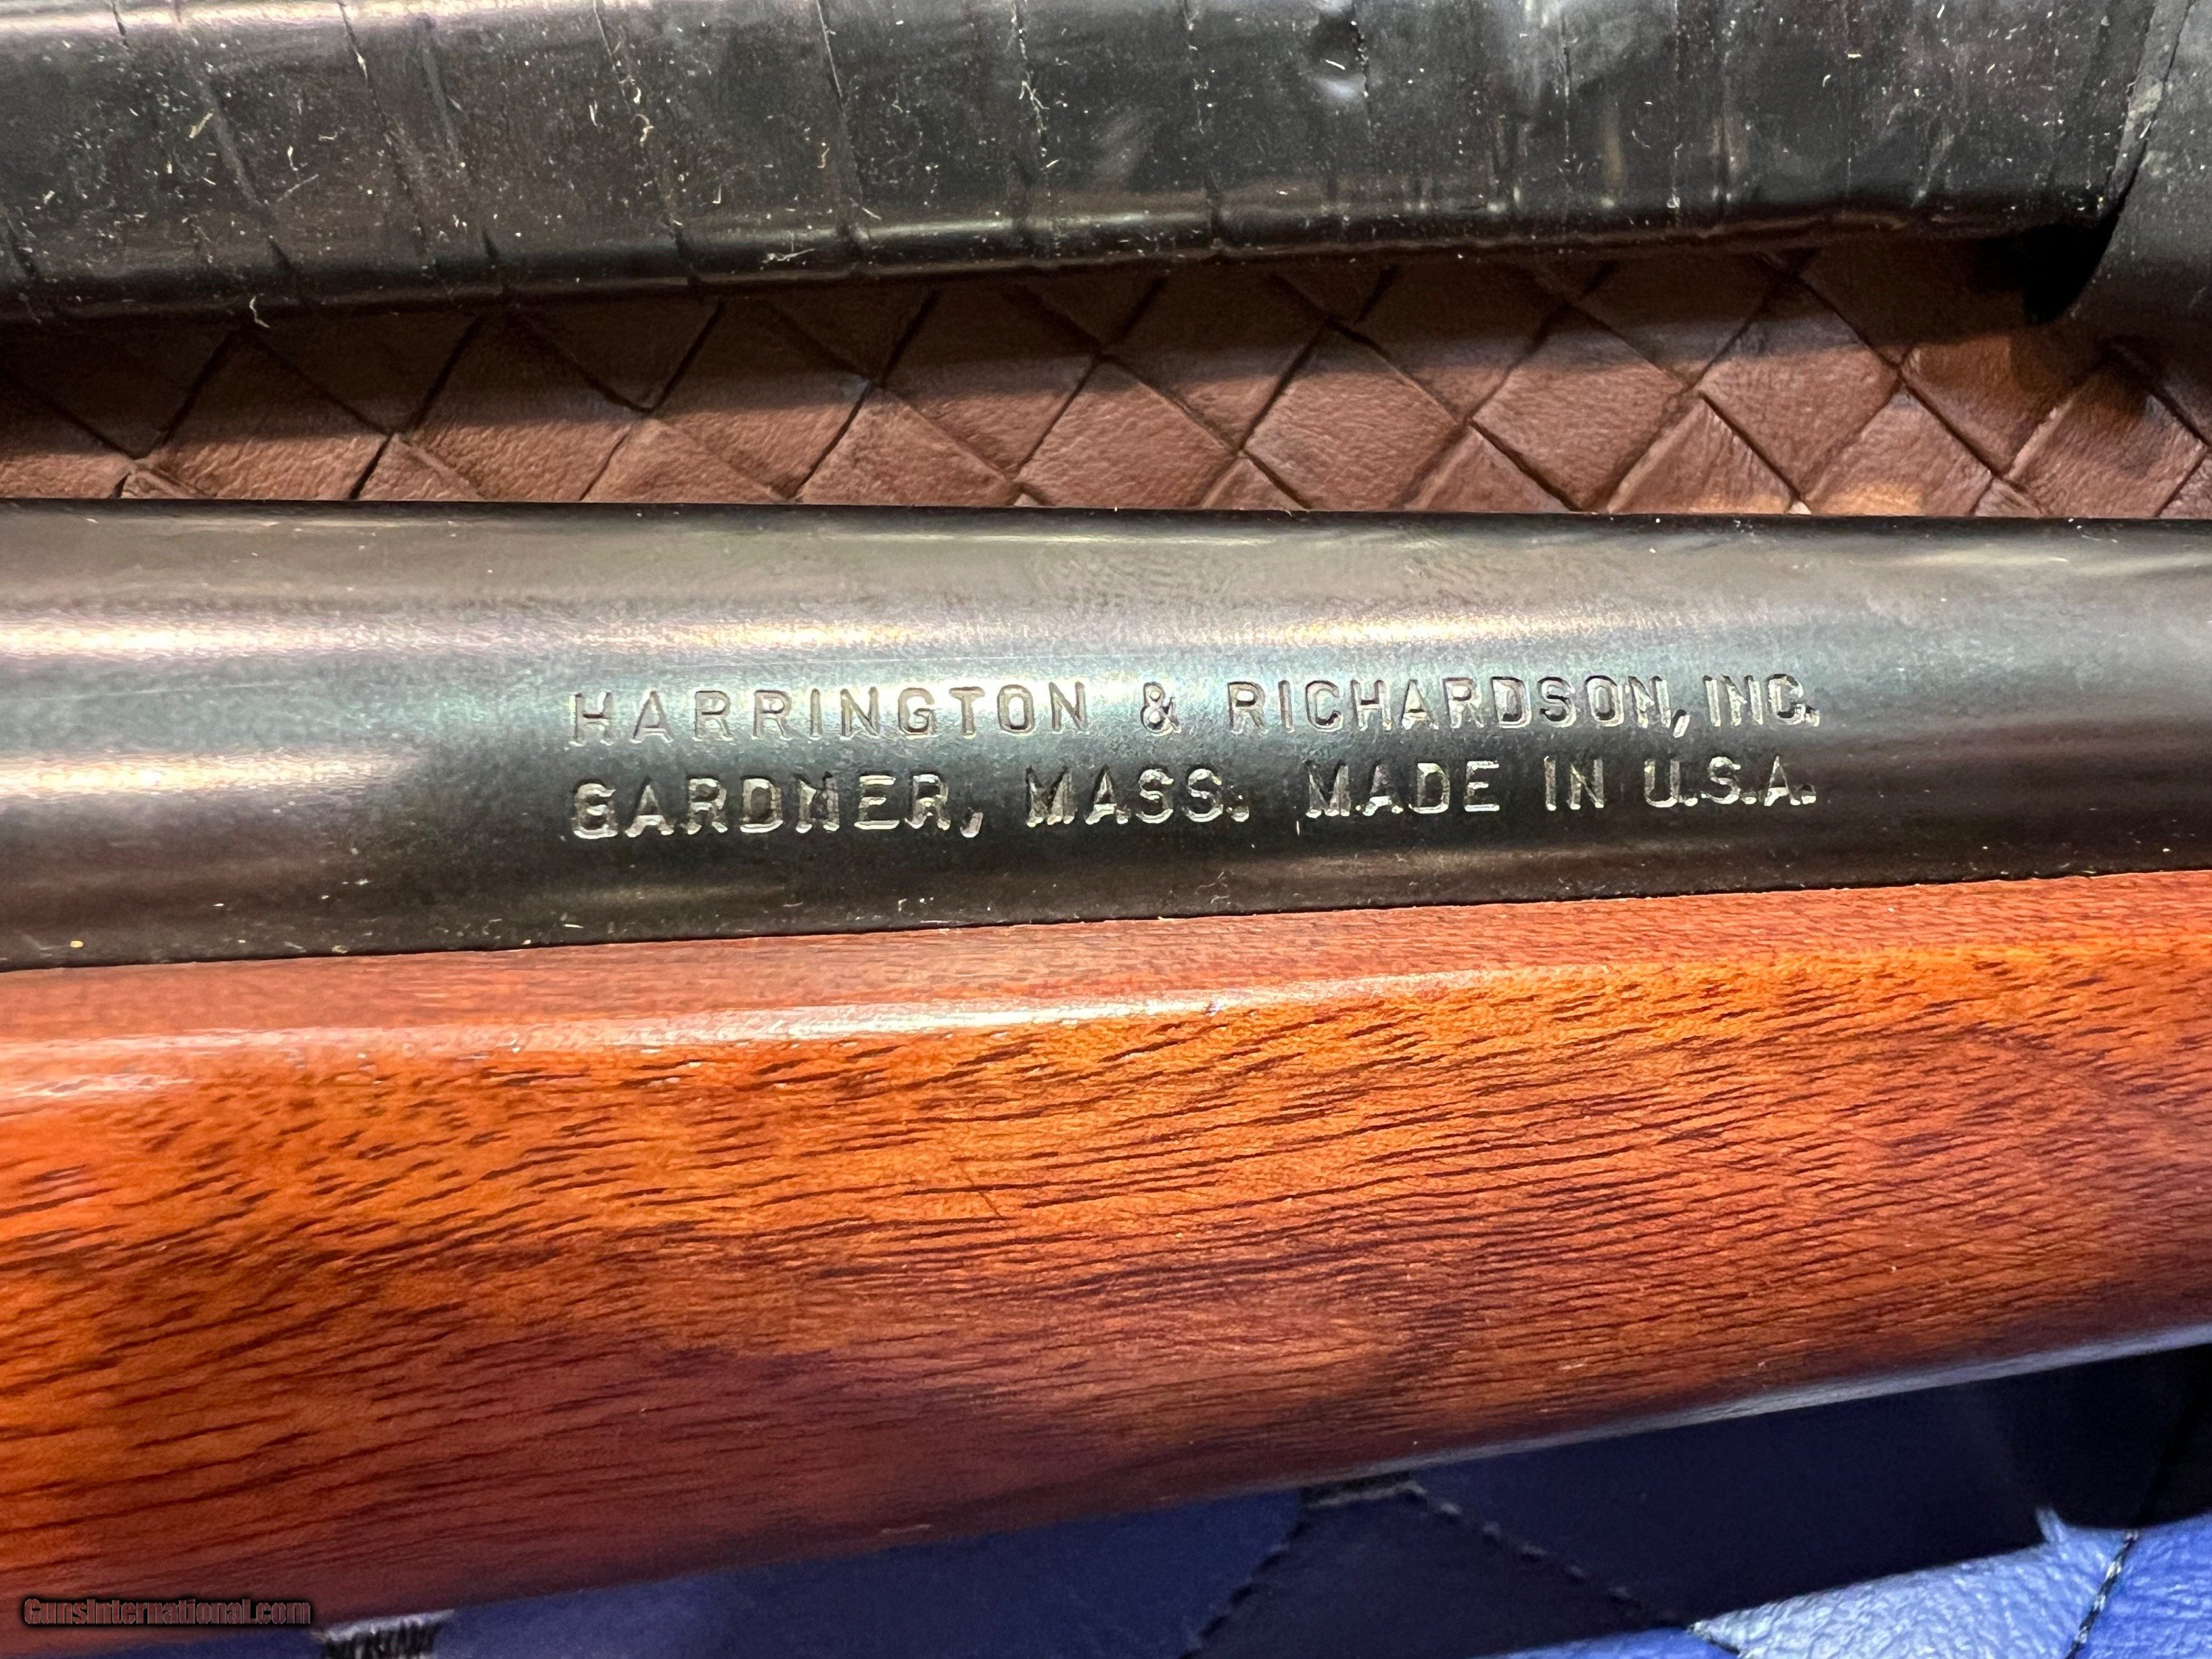 HARRINGTON & RICHARDSON, INC.
GARDNER, MASS. MADE IN U.S.A.
GunsInternational.com